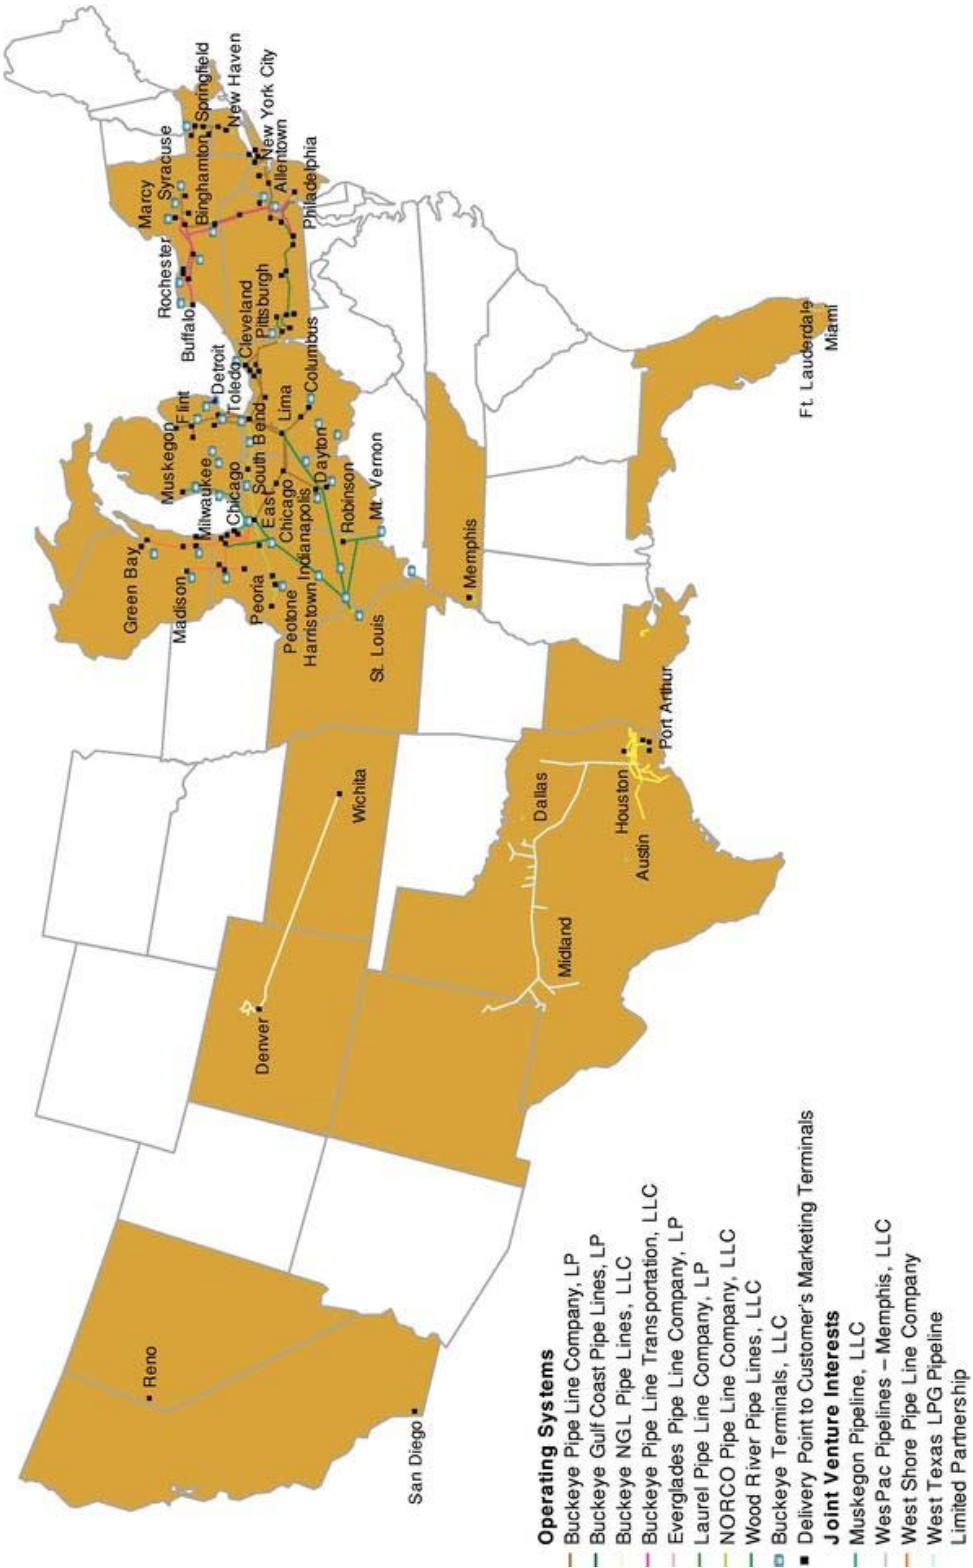 Reno
San Diego
Denver
Wichita
Midland
Dallas
Austin
Houston
Port Arthur
Memphis
Green Bay
Madison
Milwaukee
Chicago
Muskegon
Flint
Detroit
Toledo
Cleveland
South Bend
East
Chicago
Peoria
Peotone
Harristown
Indianapolis
St. Louis
Robinson
Mt. Vernon
Dayton
Lima
Columbus
Pittsburgh
Buffalo
Rochester
Marcy
Syracuse
Binghamton
Springfield
New Haven
New York City
Allentown
Philadelphia
Ft. Lauderdale
Miami
Operating Systems
Buckeye Pipe Line Company, LP
Buckeye Gulf Coast Pipe Lines, LP
Buckeye NGL Pipe Lines, LLC
Buckeye Pipe Line Transportation, LLC
Everglades Pipe Line Company, LP
Laurel Pipe Line Company, LP
NORCO Pipe Line Company, LLC
Wood River Pipe Lines, LLC
Buckeye Terminals, LLC
Delivery Point to Customer's Marketing Terminals
Joint Venture Interests
Muskegon Pipeline, LLC
WesPac Pipelines – Memphis, LLC
West Shore Pipe Line Company
West Texas LPG Pipeline
Limited Partnership